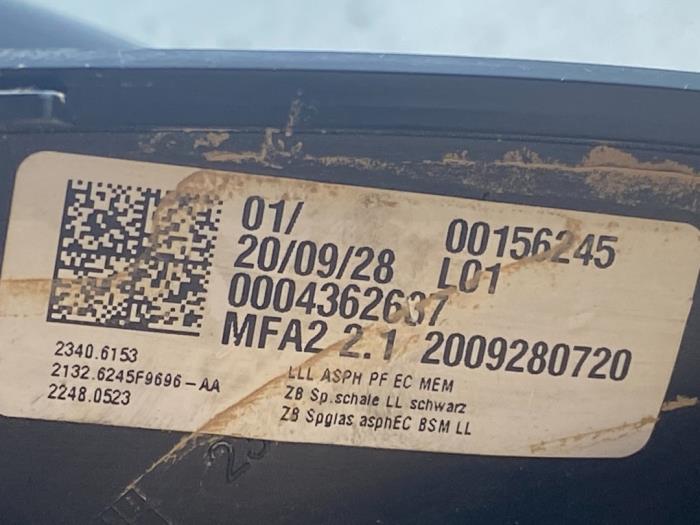 01/ 00156245
20/09/28 L01
0004362637
MFA2 2.1 2009280720
2340.6153
2132.6245F9696-AA
2248.0523
LLL ASPH PF EC MEM
ZB Sp.schale LL schwarz
ZB Spglas asphEC BSM LL